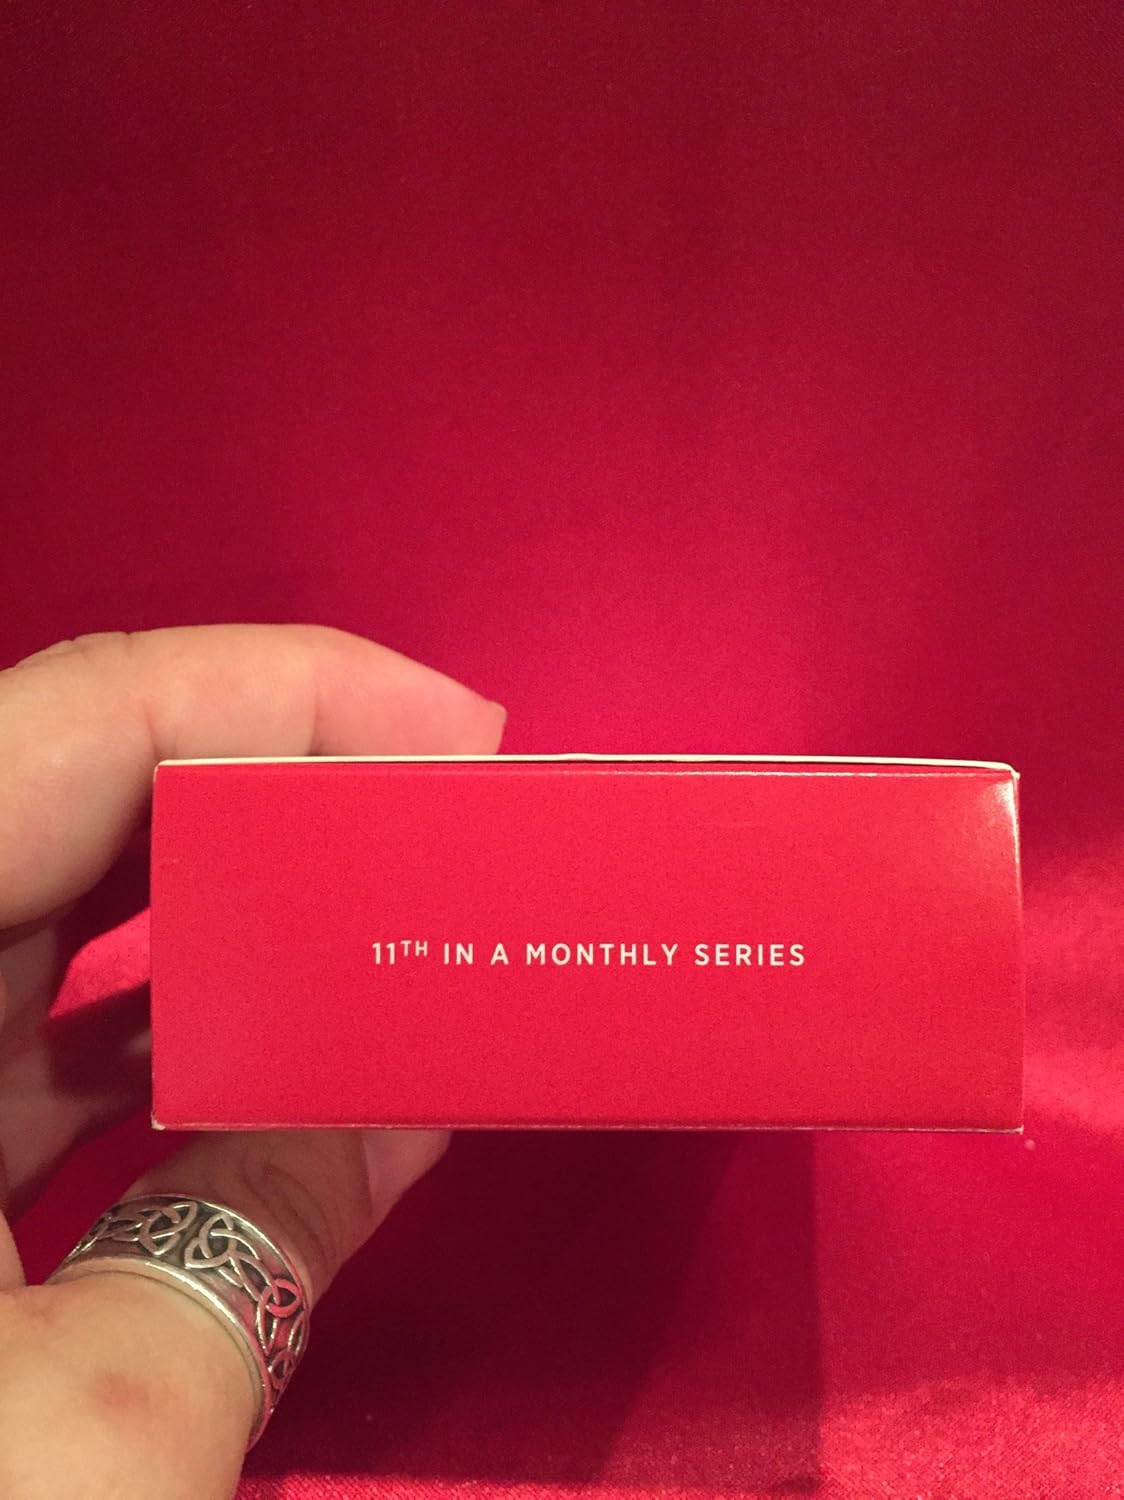 11TH IN A MONTHLY SERIES